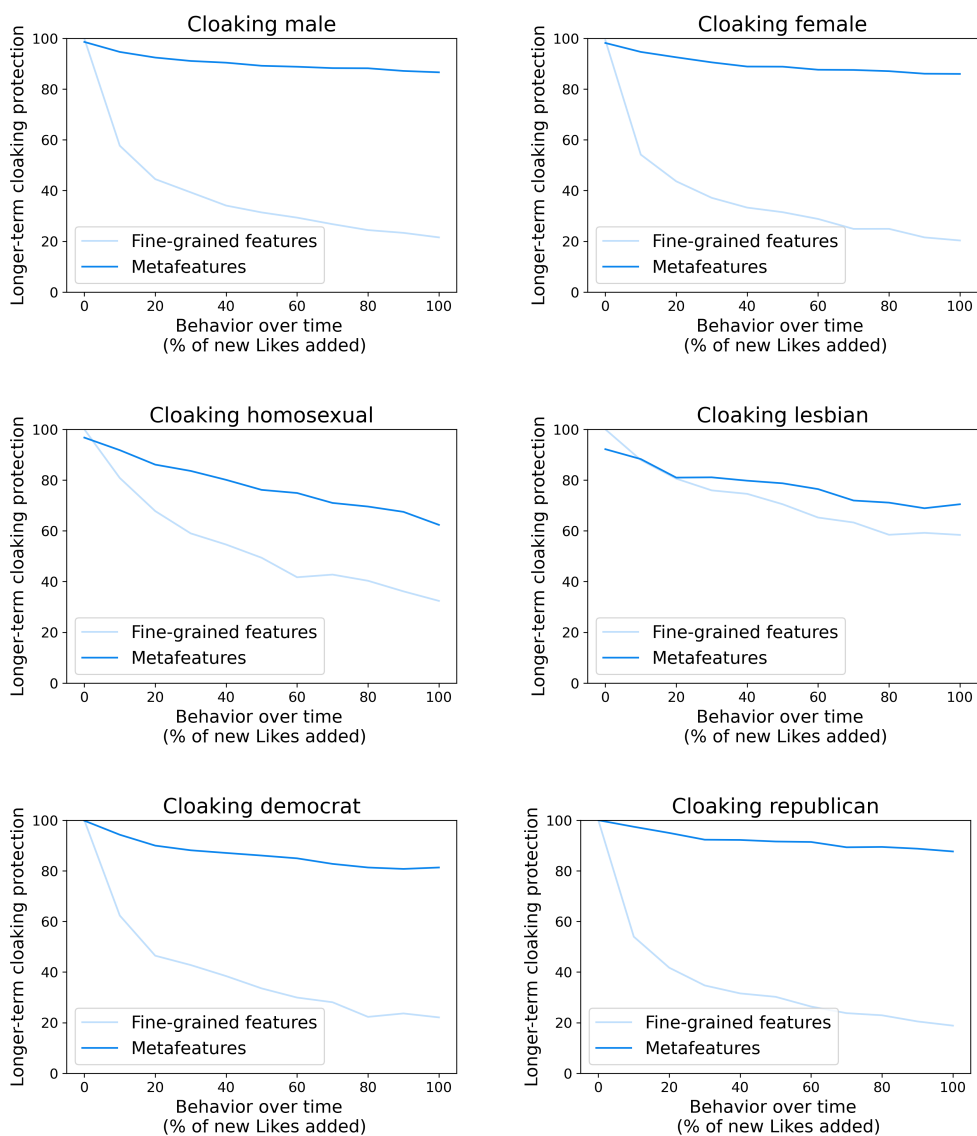 Cloaking male
Longer-term cloaking protection
100
80
60
40
20
0
Fine-grained features
Metafeatures
0 20 40 60 80 100
Behavior over time
(% of new Likes added)
Cloaking female
Longer-term cloaking protection
100
80
60
40
20
0
Fine-grained features
Metafeatures
0 20 40 60 80 100
Behavior over time
(% of new Likes added)
Cloaking homosexual
Longer-term cloaking protection
100
80
60
40
20
0
Fine-grained features
Metafeatures
0 20 40 60 80 100
Behavior over time
(% of new Likes added)
Cloaking lesbian
Longer-term cloaking protection
100
80
60
40
20
0
Fine-grained features
Metafeatures
0 20 40 60 80 100
Behavior over time
(% of new Likes added)
Cloaking democrat
Longer-term cloaking protection
100
80
60
40
20
0
Fine-grained features
Metafeatures
0 20 40 60 80 100
Behavior over time
(% of new Likes added)
Cloaking republican
Longer-term cloaking protection
100
80
60
40
20
0
Fine-grained features
Metafeatures
0 20 40 60 80 100
Behavior over time
(% of new Likes added)